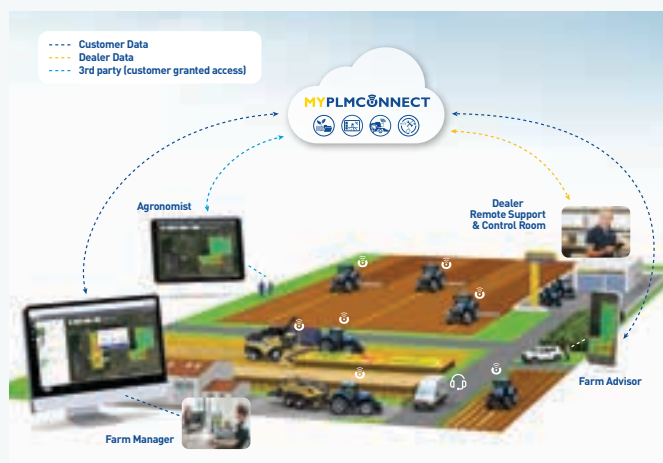 Customer Data
Dealer Data
3rd party (customer granted access)
MYPLMCONNECT
Agronomist
Dealer
Remote Support
& Control Room
Farm Advisor
Farm Manager